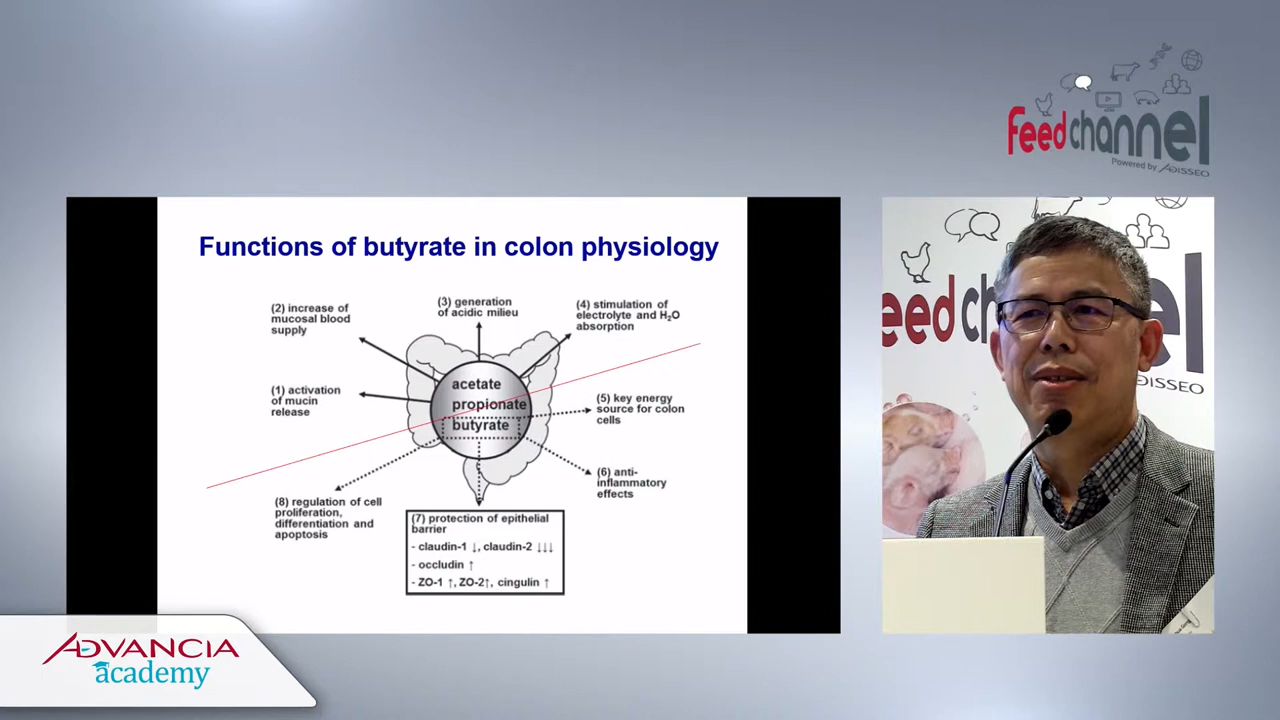 feedchannel
Powered by ADISSEO
Functions of butyrate in colon physiology
(2) increase of
mucosal blood
supply
(3) generation
of acidic milieu
(4) stimulation of
electrolyte and H₂O
absorption
(1) activation
of mucin
release
acetate
propionate
butyrate
(5) key energy
source for colon
cells
(6) anti-
inflammatory
effects
(8) regulation of cell
proliferation,
differentiation and
apoptosis
(7) protection of epithelial
barrier
- claudin-1 ↓, claudin-2 ↓↓↓
- occludin ↑
- ZO-1 ↑, ZO-2↑, cingulin ↑
eed
DISSEO
ADVANCIA
academy